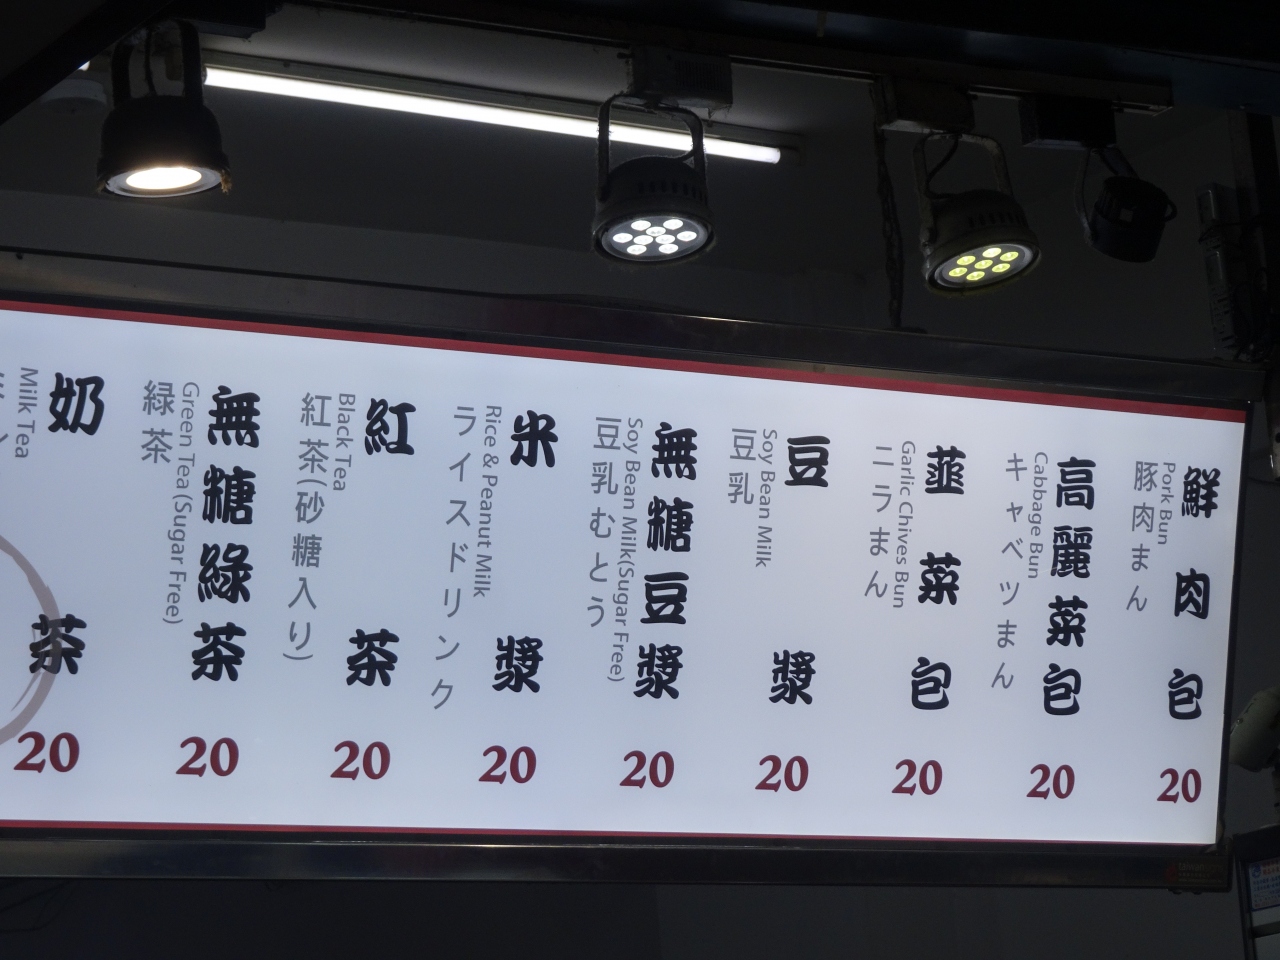 鮮肉包
Pork Bun
豚肉まん
20
高麗菜包
Cabbage Bun
キャベツまん
20
韮菜包
Garlic Chives Bun
ニラまん
20
豆漿
Soy Bean Milk
豆乳
20
無糖豆漿
Soy Bean Milk(Sugar Free)
豆乳むとう
20
米漿
Rice & Peanut Milk
ライスドリンク
20
紅茶
Black Tea
紅茶(砂糖入り)
20
無糖綠茶
Green Tea (Sugar Free)
緑茶
20
奶茶
Milk Tea
20